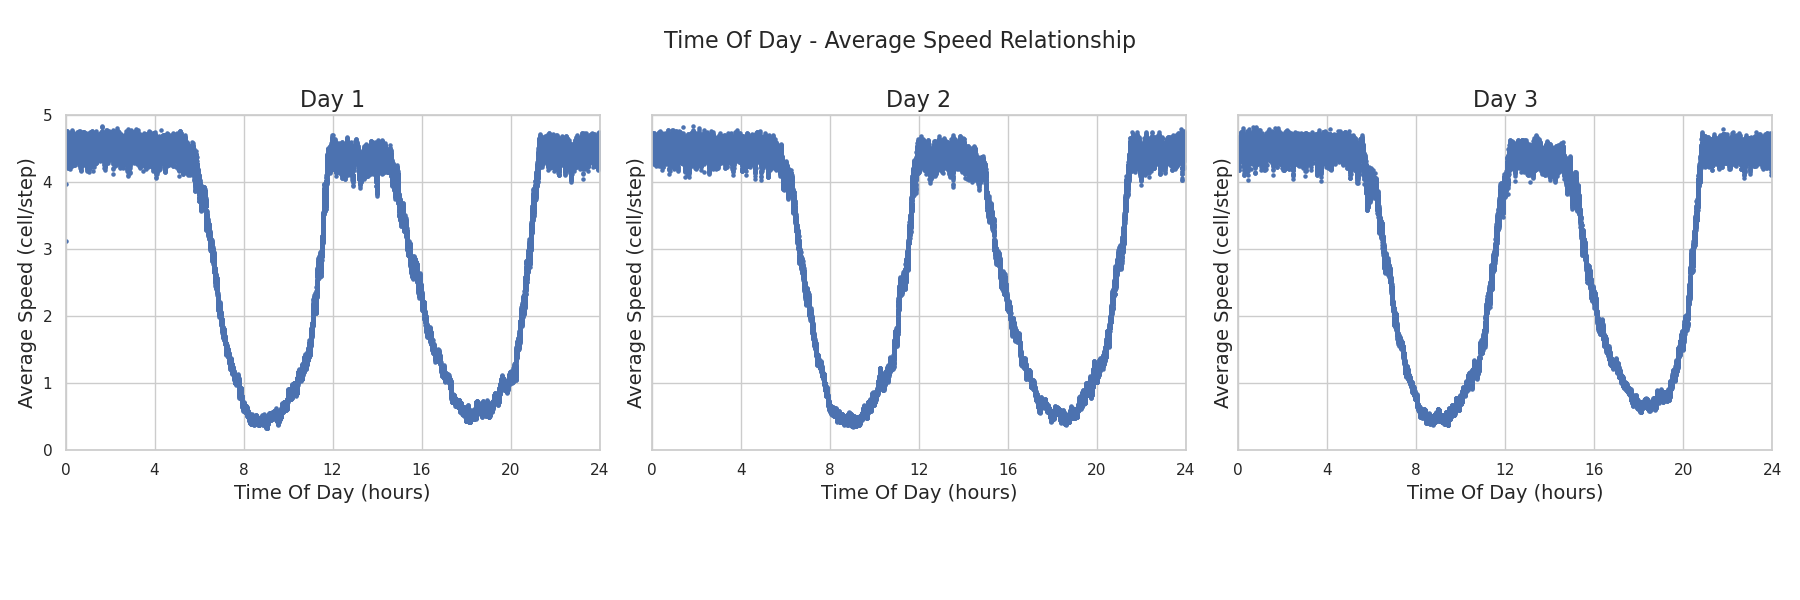 Time Of Day - Average Speed Relationship
Day 1
Day 2
Day 3
5
4
3
2
1
0
Average Speed (cell/step)
Average Speed (cell/step)
Average Speed (cell/step)
0 4 8 12 16 20 24
0 4 8 12 16 20 24
0 4 8 12 16 20 24
Time Of Day (hours)
Time Of Day (hours)
Time Of Day (hours)